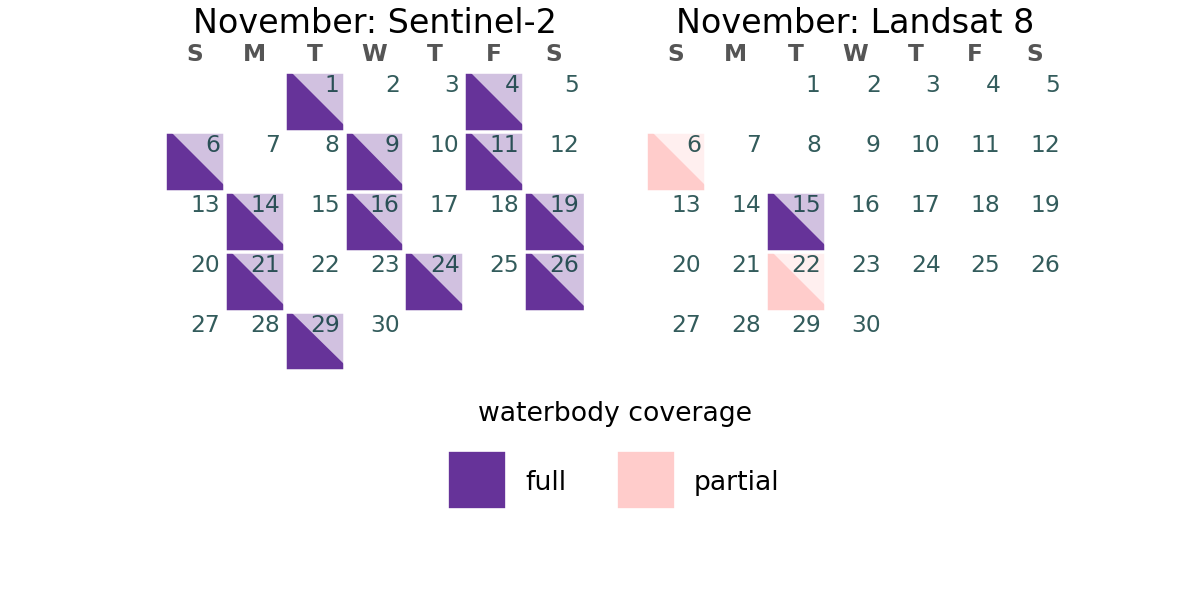 November: Sentinel-2
S M T W T F S
1 2 3 4 5
6 7 8 9 10 11 12
13 14 15 16 17 18 19
20 21 22 23 24 25 26
27 28 29 30
November: Landsat 8
S M T W T F S
1 2 3 4 5
6 7 8 9 10 11 12
13 14 15 16 17 18 19
20 21 22 23 24 25 26
27 28 29 30
waterbody coverage
full
partial